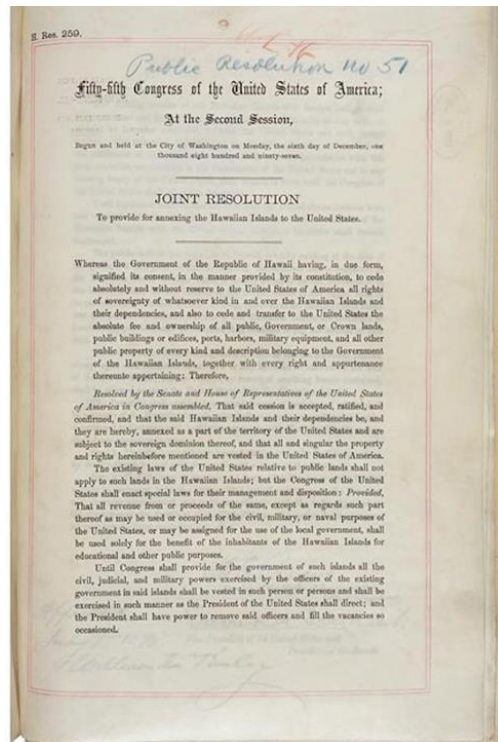 H. Res. 259.
Public Resolution no 51
Fifty-fifth Congress of the United States of America;
At the Second Session,
Begun and held at the City of Washington on Monday, the sixth day of December, one
thousand eight hundred and ninety-seven.
JOINT RESOLUTION
To provide for annexing the Hawaiian Islands to the United States.
Whereas the Government of the Republic of Hawaii having, in due form,
signified its consent, in the manner provided by its constitution, to cede
absolutely and without reserve to the United States of America all rights
of sovereignty of whatsoever kind in and over the Hawaiian Islands and
their dependencies, and also to cede and transfer to the United States the
absolute fee and ownership of all public, Government, or Crown lands,
public buildings or edifices, ports, harbors, military equipment, and all other
public property of every kind and description belonging to the Government
of the Hawaiian Islands, together with every right and appurtenance
thereunto appertaining: Therefore,
Resolved by the Senate and House of Representatives of the United States
of America in Congress assembled, That said cession is accepted, ratified, and
confirmed, and that the said Hawaiian Islands and their dependencies be, and
they are hereby, annexed as a part of the territory of the United States and are
subject to the sovereign dominion thereof, and that all and singular the property
and rights hereinbefore mentioned are vested in the United States of America.
The existing laws of the United States relative to public lands shall not
apply to such lands in the Hawaiian Islands; but the Congress of the United
States shall enact special laws for their management and disposition: Provided,
That all revenue from or proceeds of the same, except as regards such part
thereof as may be used or occupied for the civil, military, or naval purposes of
the United States, or may be assigned for the use of the local government, shall
be used solely for the benefit of the inhabitants of the Hawaiian Islands for
educational and other public purposes.
Until Congress shall provide for the government of such islands all the
civil, judicial, and military powers exercised by the officers of the existing
government in said islands shall be vested in such person or persons and shall be
exercised in such manner as the President of the United States shall direct; and
the President shall have power to remove said officers and fill the vacancies so
occasioned.